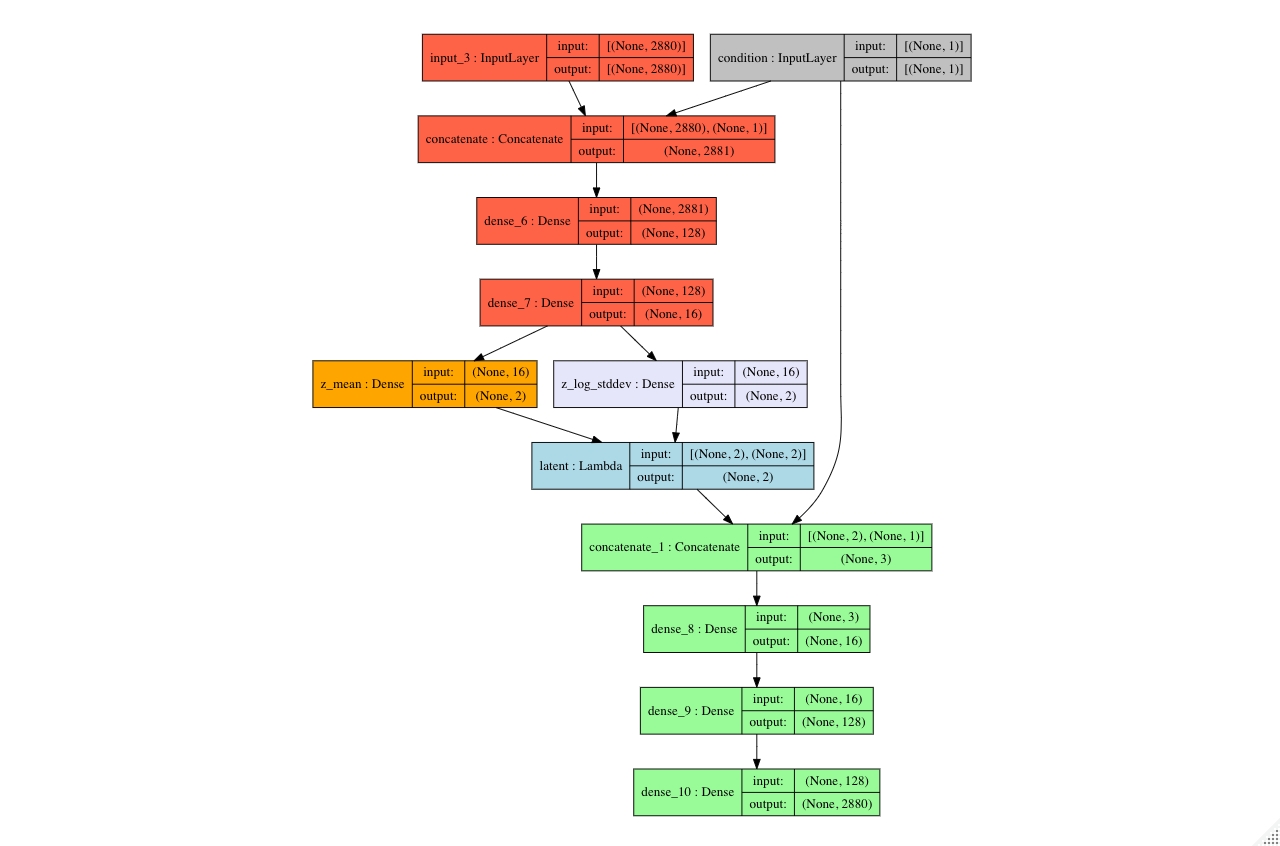 input_3 : InputLayer
input: [(None, 2880)]
output: [(None, 2880)]
condition : InputLayer
input: [(None, 1)]
output: [(None, 1)]
concatenate : Concatenate
input: [(None, 2880), (None, 1)]
output: (None, 2881)
dense_6 : Dense
input: (None, 2881)
output: (None, 128)
dense_7 : Dense
input: (None, 128)
output: (None, 16)
z_mean : Dense
input: (None, 16)
output: (None, 2)
z_log_stddev : Dense
input: (None, 16)
output: (None, 2)
latent : Lambda
input: [(None, 2), (None, 2)]
output: (None, 2)
concatenate_1 : Concatenate
input: [(None, 2), (None, 1)]
output: (None, 3)
dense_8 : Dense
input: (None, 3)
output: (None, 16)
dense_9 : Dense
input: (None, 16)
output: (None, 128)
dense_10 : Dense
input: (None, 128)
output: (None, 2880)